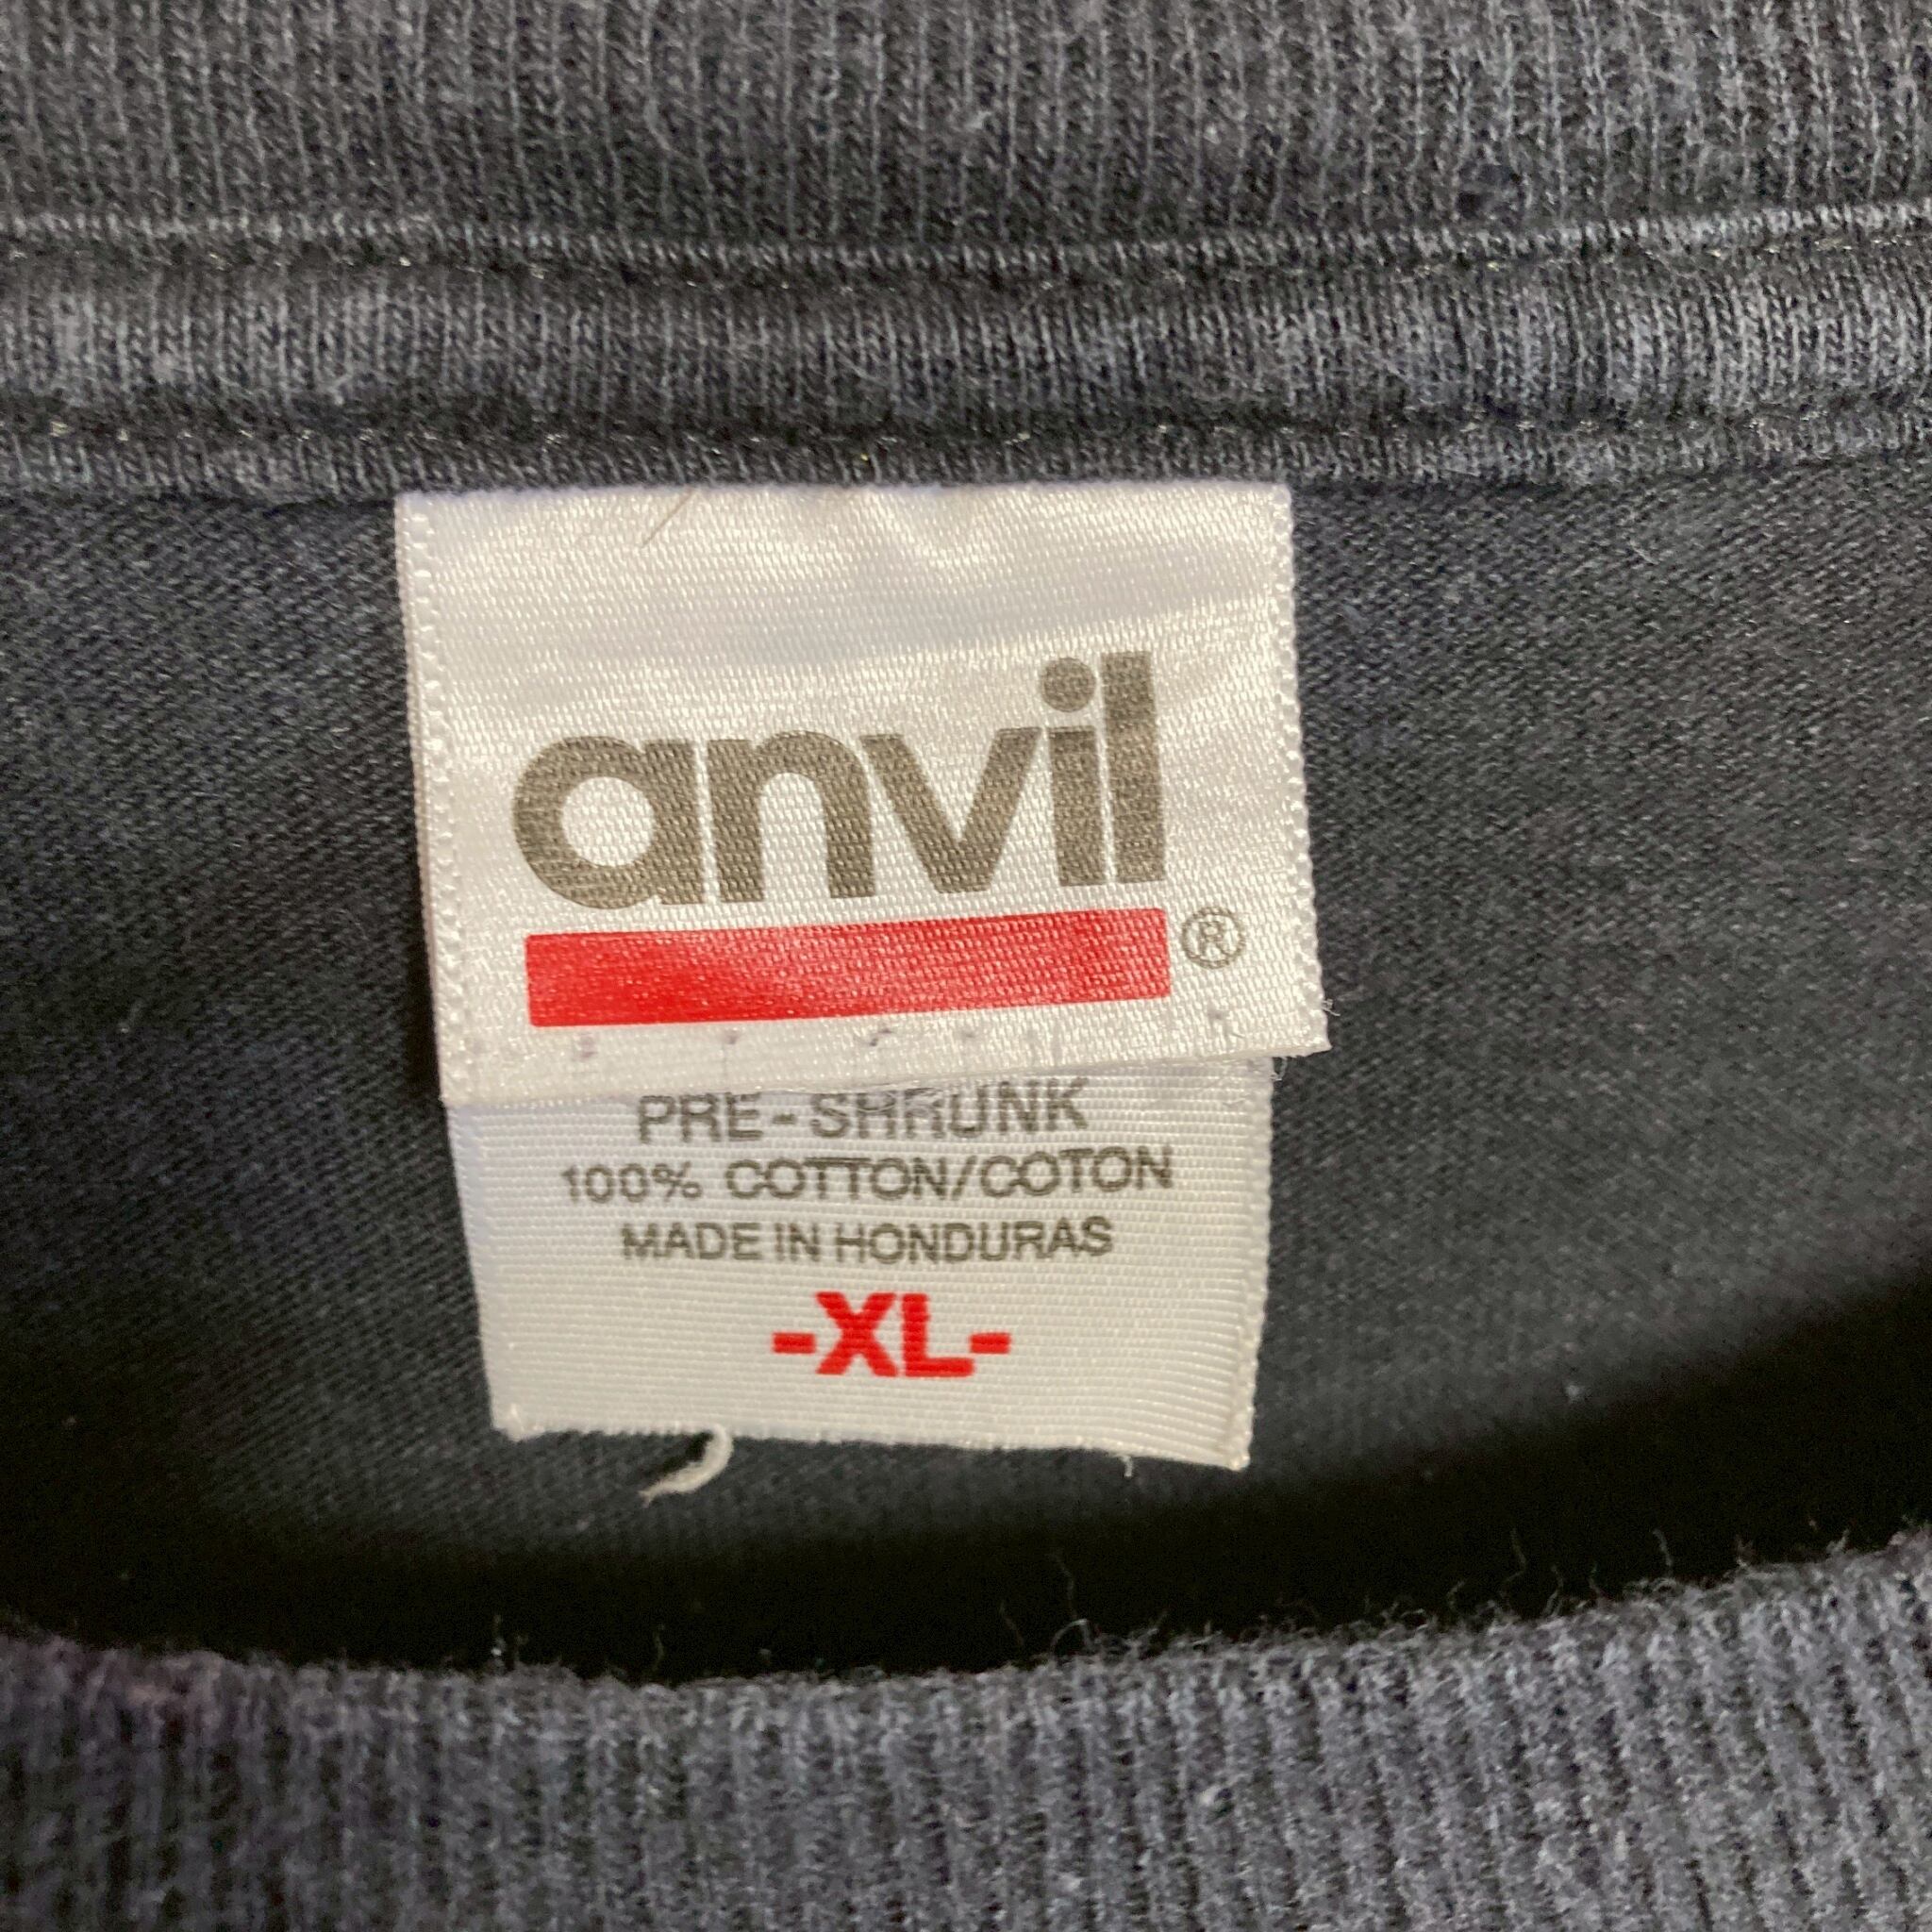 anvil®
PRE-SHRUNK
100% COTTON/COTON
MADE IN HONDURAS
-XL-